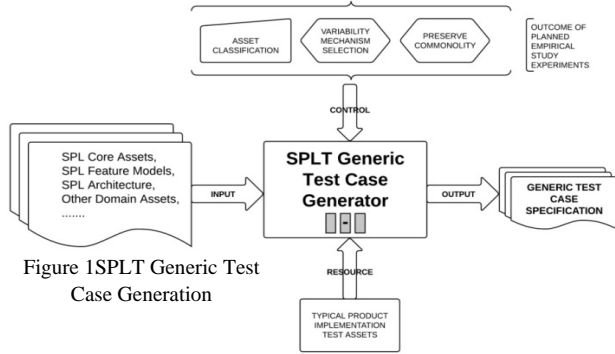 ASSET
CLASSIFICATION
VARIABILITY
MECHANISM
SELECTION
PRESERVE
COMMONOLITY
OUTCOME OF
PLANNED
EMPIRICAL
STUDY
EXPERIMENTS
CONTROL
SPL Core Assets,
SPL Feature Models,
SPL Architecture,
Other Domain Assets,
.......
INPUT
SPLT Generic
Test Case
Generator
OUTPUT
GENERIC TEST
CASE
SPECIFICATION
RESOURCE
TYPICAL PRODUCT
IMPLEMENTATION
TEST ASSETS
Figure 1SPLT Generic Test
Case Generation